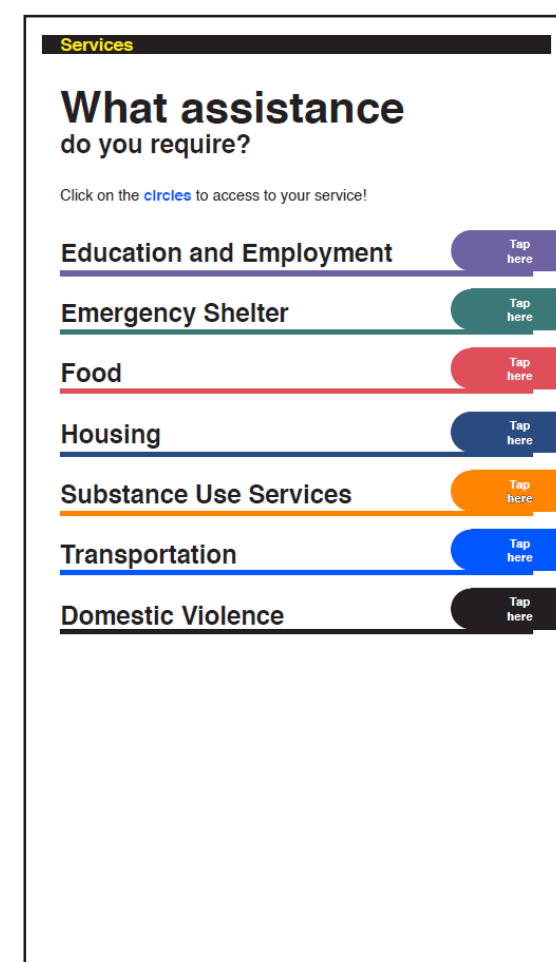 Services
What assistance
do you require?
Click on the circles to access to your service!
Education and Employment
Tap
here
Emergency Shelter
Tap
here
Food
Tap
here
Housing
Tap
here
Substance Use Services
Tap
here
Transportation
Tap
here
Domestic Violence
Tap
here